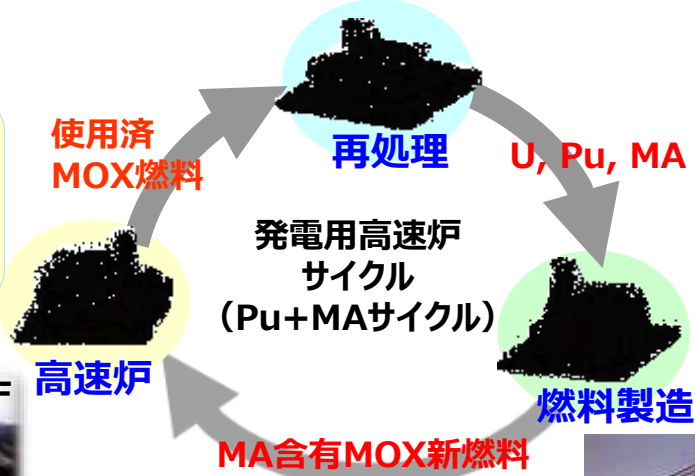 使用済
MOX燃料
再処理
U, Pu, MA
発電用高速炉
サイクル
（Pu+MAサイクル）
高速炉
燃料製造
MA含有MOX新燃料